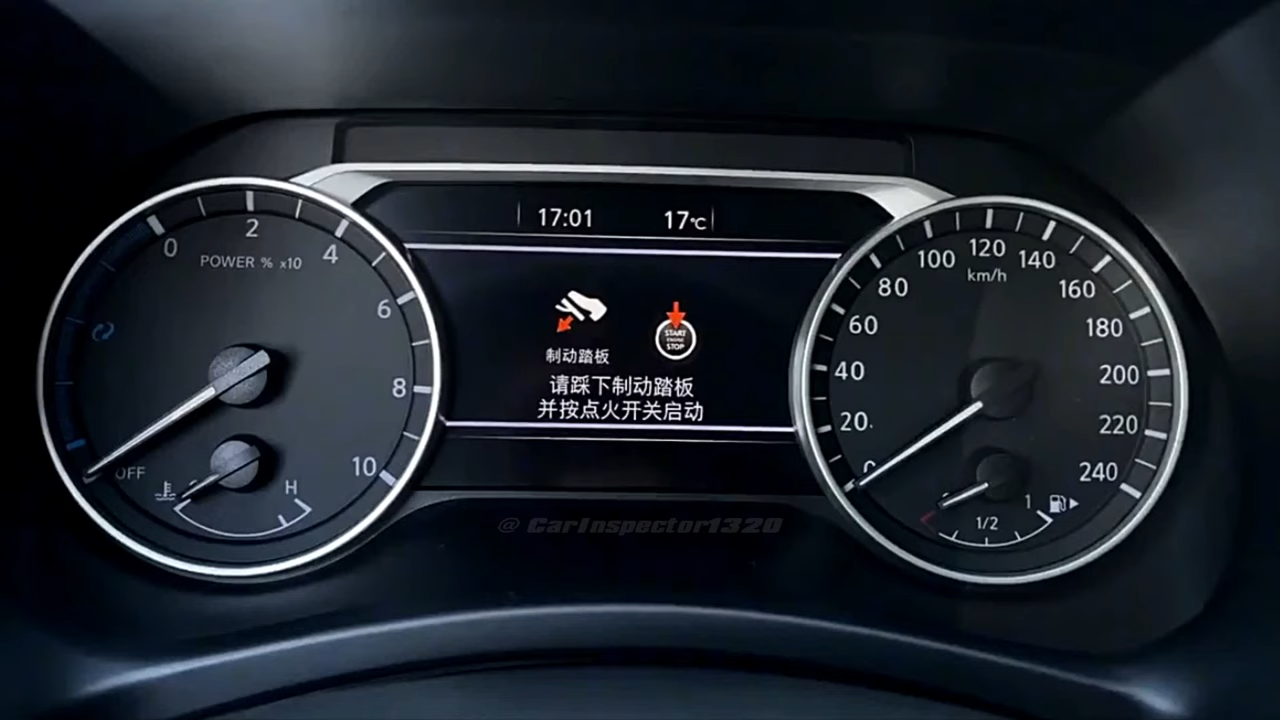 17:01 17℃
0 2 4 6 8 10
POWER % x10
OFF
H
START
ENGINE
STOP
制动踏板
请踩下制动踏板
并按点火开关启动
0 20 40 60 80 100 120 140 160 180 200 220 240
km/h
1/2 1
@ CarInspector1320